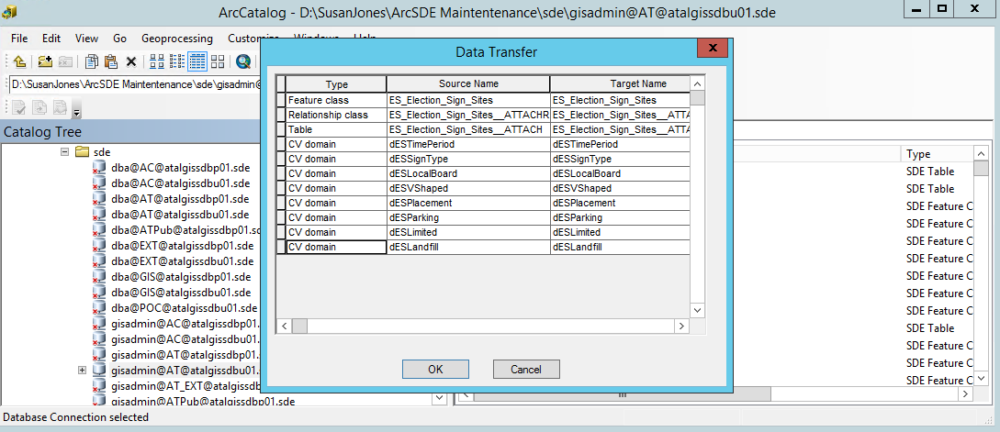 ArcCatalog - D:\SusanJones\ArcSDE Maintentenance\sde\gisadmin@AT@atalgissdbu01.sde
File Edit View Go Geoprocessing Customize Windows Help
D:\SusanJones\ArcSDE Maintentenance\sde\gisadmin@
Catalog Tree
sde
dba@AC@atalgissdbp01.sde
dba@AC@atalgissdbu01.sde
dba@AT@atalgissdbp01.sde
dba@AT@atalgissdbu01.sde
dba@ATPub@atalgissdbp01.sde
dba@EXT@atalgissdbp01.sde
dba@EXT@atalgissdbu01.sde
dba@GIS@atalgissdbp01.sde
dba@GIS@atalgissdbu01.sde
dba@POC@atalgissdbu01.sde
gisadmin@AC@atalgissdbp01.
gisadmin@AC@atalgissdbu01.
gisadmin@AT@atalgissdbp01.
gisadmin@AT@atalgissdbu01.
gisadmin@AT_EXT@atalgissdb
gisadmin@ATPub@atalgissdbp01.sde
Data Transfer
Type Source Name Target Name
Feature class ES_Election_Sign_Sites ES_Election_Sign_Sites
Relationship class ES_Election_Sign_Sites__ATTACHR ES_Election_Sign_Sites__ATTA
Table ES_Election_Sign_Sites__ATTACH ES_Election_Sign_Sites__ATTA
CV domain dESTimePeriod dESTimePeriod
CV domain dESSignType dESSignType
CV domain dESLocalBoard dESLocalBoard
CV domain dESVShaped dESVShaped
CV domain dESPlacement dESPlacement
CV domain dESParking dESParking
CV domain dESLimited dESLimited
CV domain dESLandfill dESLandfill
OK Cancel
Type
SDE Table
SDE Table
SDE Feature C
SDE Feature C
SDE Feature C
SDE Feature C
SDE Feature C
SDE Feature C
SDE Feature C
SDE Table
SDE Feature C
SDE Feature C
SDE Feature C
Database Connection selected